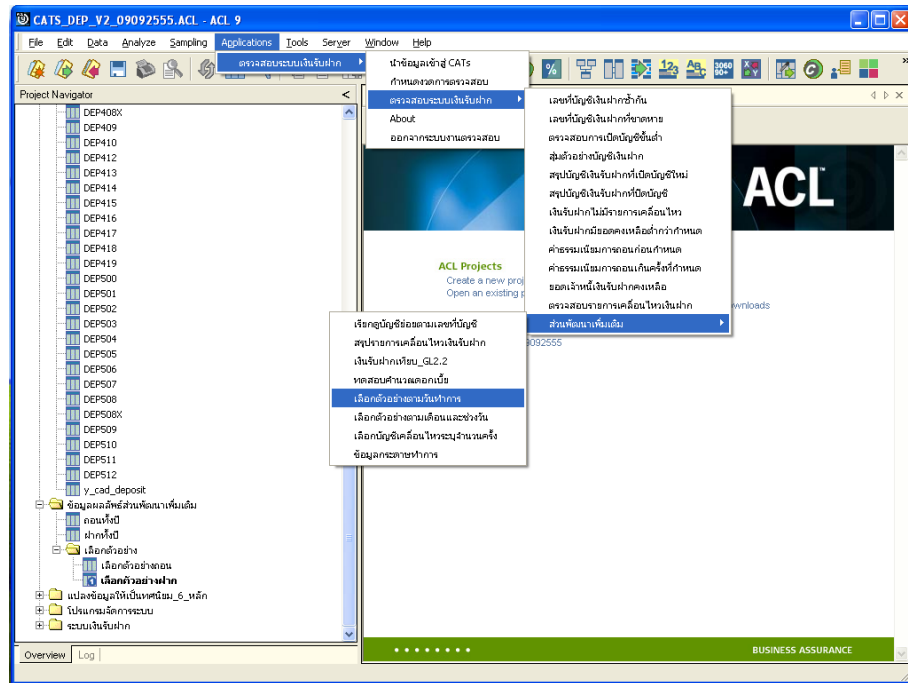 CATS_DEP_V2_09092555.ACL - ACL 9
File Edit Data Analyze Sampling Applications Tools Server Window Help
ตรวจสอบระบบเงินรับฝาก
นำข้อมูลเข้าสู่ CATs
กำหนดงวดการตรวจสอบ
ตรวจสอบระบบเงินรับฝาก
About
ออกจากระบบงานตรวจสอบ
เลขที่บัญชีเงินฝากซ้ำกัน
เลขที่บัญชีเงินฝากที่ขาดหาย
ตรวจสอบการเปิดบัญชีขั้นต่ำ
สุ่มตัวอย่างบัญชีเงินฝาก
สรุปบัญชีเงินรับฝากที่เปิดบัญชีใหม่
สรุปบัญชีเงินรับฝากที่ปิดบัญชี
เงินรับฝากไม่มีรายการเคลื่อนไหว
เงินรับฝากมียอดคงเหลือต่ำกว่ากำหนด
ค่าธรรมเนียมการถอนก่อนกำหนด
ค่าธรรมเนียมการถอนเกินครั้งที่กำหนด
ยอดเจ้าหนี้เงินรับฝากคงเหลือ
ตรวจสอบรายการเคลื่อนไหวเงินฝาก
ส่วนพัฒนาเพิ่มเติม
เรียกดูบัญชีย่อยตามเลขที่บัญชี
สรุปรายการเคลื่อนไหวเงินรับฝาก
เงินรับฝากเทียบ_GL2.2
ทดสอบคำนวณดอกเบี้ย
เลือกตัวอย่างตามวันทำการ
เลือกตัวอย่างตามเดือนและช่วงวัน
เลือกบัญชีเคลื่อนไหวระบุจำนวนครั้ง
ข้อมูลกระดาษทำการ
Project Navigator
DEP408X
DEP409
DEP410
DEP412
DEP413
DEP414
DEP415
DEP416
DEP417
DEP418
DEP419
DEP500
DEP501
DEP502
DEP503
DEP504
DEP505
DEP506
DEP507
DEP508
DEP508X
DEP509
DEP510
DEP511
DEP512
y_cad_deposit
ข้อมูลผลลัพธ์ส่วนพัฒนาเพิ่มเติม
ถอนทั้งปี
ฝากทั้งปี
เลือกตัวอย่าง
เลือกตัวอย่างถอน
เลือกตัวอย่างฝาก
แปลงข้อมูลให้เป็นทศนิยม_6_หลัก
โปรแกรมจัดการระบบ
ระบบเงินรับฝาก
Overview Log
ACL
ACL Projects
Create a new proj
Open an existing p
wnloads
9092555
BUSINESS ASSURANCE